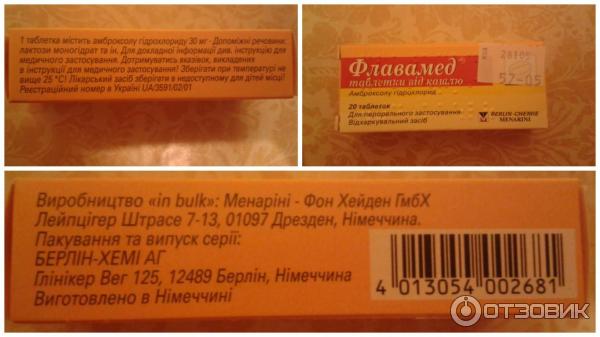 1 таблетка містить амброксолу гідрохлориду 30 мг · Допоміжні речовини:
лактози моногідрат та ін. Для докладної інформації див. інструкцію для
медичного застосування. Дотримуватись вказівок, викладених
в інструкції для медичного застосування! Зберігати при температурі не
вище 25 °C! Лікарський засіб зберігати в недоступному для дітей місці!
Реєстраційний номер в Україні UA/3591/02/01
Флавамед®
таблетки від кашлю
Амброксолу гідрохлорид
20 таблеток
Для перорального застосування
Відхаркувальний засіб
BERLIN-CHEMIE
MENARINI
28105
52-05
Виробництво «in bulk»: Менаріні - Фон Хейден ГмбХ
Лейпцігер Штрасе 7-13, 01097 Дрезден, Німеччина.
Пакування та випуск серії:
БЕРЛІН-ХЕМІ АГ
Глінікер Вег 125, 12489 Берлін, Німеччина
Виготовлено в Німеччині
4 013054 002681
ОТЗОВИК